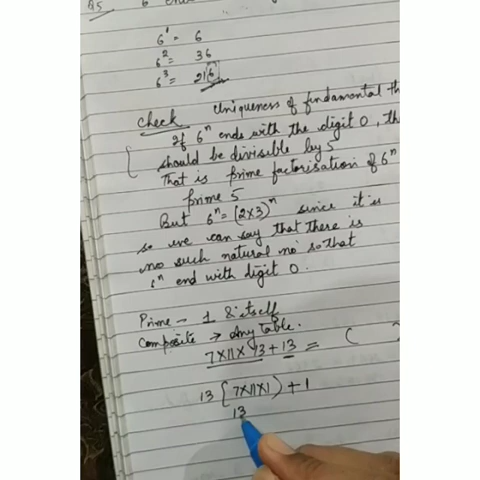 Q5
6¹ = 6
6² = 36
6³ = 216
Check Uniqueness of fundamental th
If 6ⁿ ends with the digit 0, th
should be divisible by 5
That is prime factorisation of 6ⁿ
prime 5
But 6ⁿ = (2×3)ⁿ since it is
so we can say that there is
no such natural no so that
6ⁿ end with digit 0.
Prime - 1 & itself
Composite → Any table.
7×11×13 + 13 = (
13 [7×11×1) + 1
13